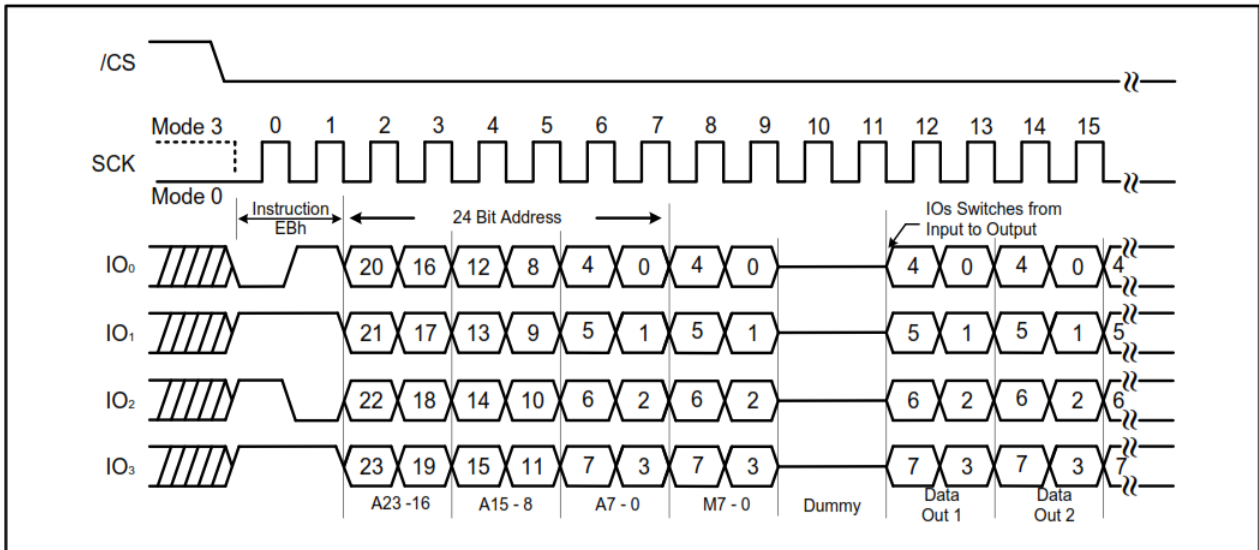 /CS
Mode 3 0 1 2 3 4 5 6 7 8 9 10 11 12 13 14 15
SCK
Mode 0
Instruction
EBh
24 Bit Address
IOs Switches from
Input to Output
IO₀ 20 16 12 8 4 0 4 0 4 0 4 0 4
IO₁ 21 17 13 9 5 1 5 1 5 1 5 1 5
IO₂ 22 18 14 10 6 2 6 2 6 2 6 2 6
IO₃ 23 19 15 11 7 3 7 3 7 3 7 3 7
A23 -16 A15 - 8 A7 - 0 M7 - 0 Dummy Data Data
Out 1 Out 2